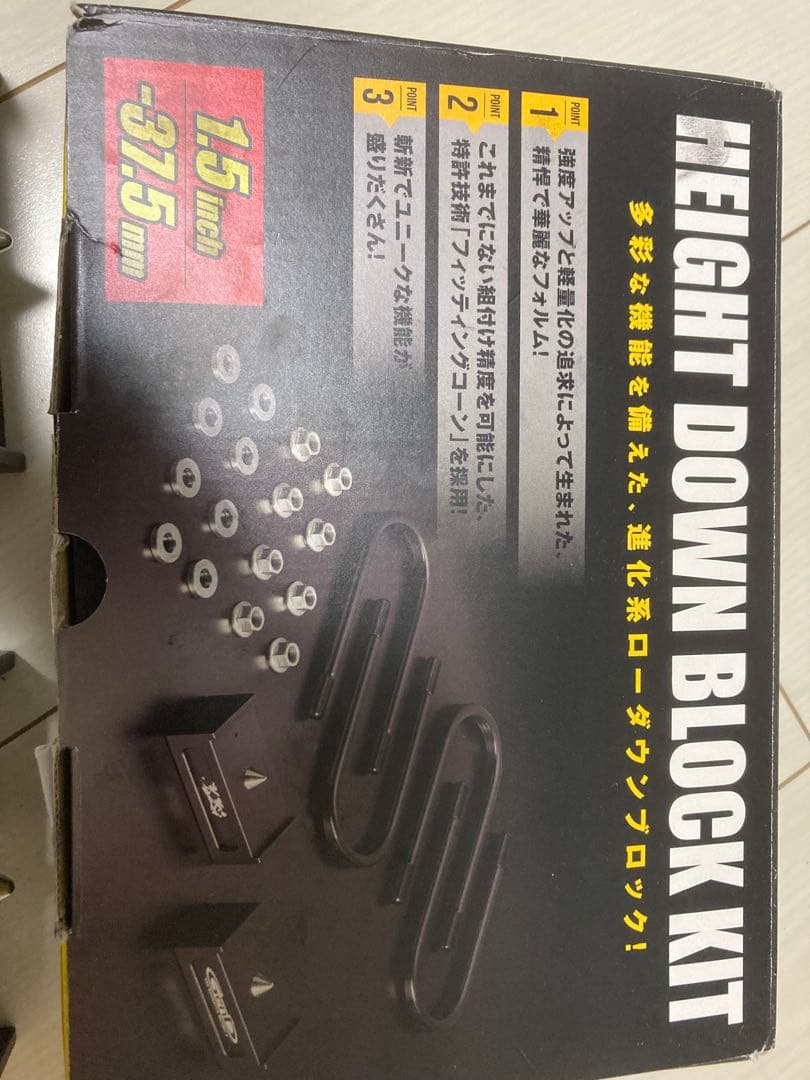 HEIGHT DOWN BLOCK KIT
多彩な機能を備えた、進化系ローダウンブロック!
POINT
1
強度アップと軽量化の追求によって生まれた、
精悍で華麗なフォルム!
POINT
2
これまでにない組付け精度を可能にした、
特許技術「フィッティングコーン」を採用!
POINT
3
斬新でユニークな機能が
盛りだくさん!
1.5inch
-37.5mm